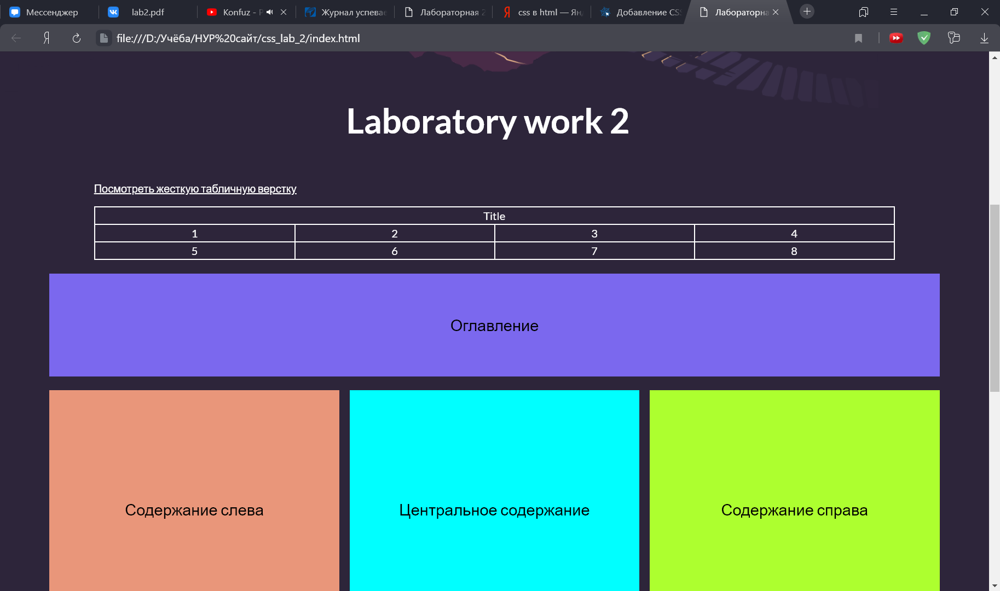 Мессенджер
lab2.pdf
Konfuz -
Журнал успевае
Лабораторная 2
css в html — Ян
Добавление CSS
Лабораторна
file:///D:/Учёба/НУР%20сайт/css_lab_2/index.html
Laboratory work 2
Посмотреть жесткую табличную верстку
Title
1 2 3 4
5 6 7 8
Оглавление
Содержание слева
Центральное содержание
Содержание справа